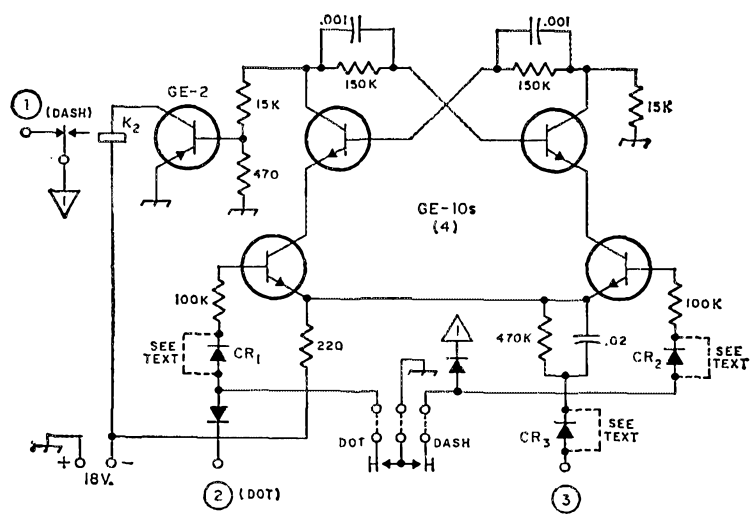 .001
.001
GE-2
150K
150K
1
(DASH)
K2
15K
15K
470
GE-10s
(4)
100K
100K
SEE
TEXT
CR1
22Ω
470K
.02
CR2
SEE
TEXT
DOT
DASH
CR3
SEE
TEXT
+ 18V. -
2 (DOT)
3
1
1